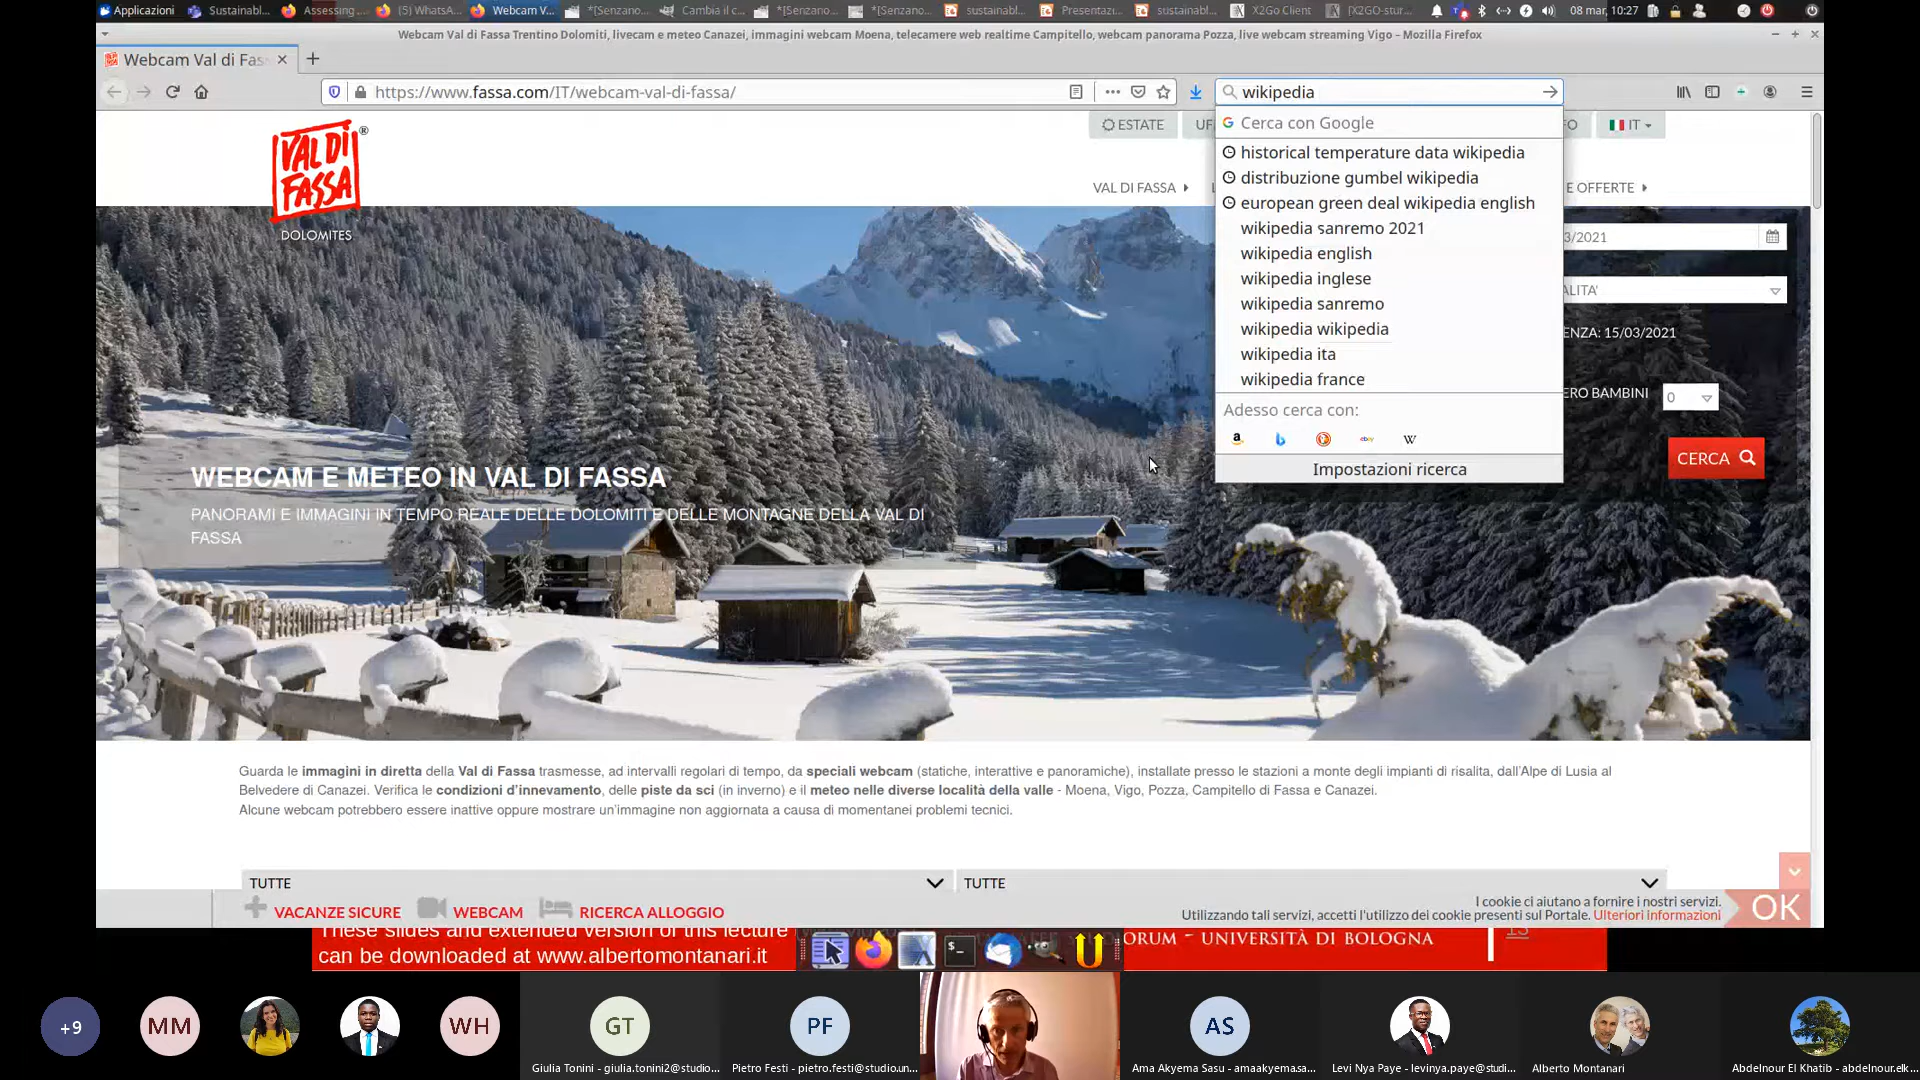 Applicazioni
Sustainabl...
Assessing ...
(5) WhatsA...
Webcam V...
*[Senzano...
Cambia il c...
*[Senzano...
*[Senzano...
sustainabl...
Presentazi...
sustainabl...
X2Go Client
[X2GO-stur...
08 mar, 10:27
Webcam Val di Fassa Trentino Dolomiti, livecam e meteo Canazei, immagini webcam Moena, telecamere web realtime Campitello, webcam panorama Pozza, live webcam streaming Vigo – Mozilla Firefox
Webcam Val di Fas
https://www.fassa.com/IT/webcam-val-di-fassa/
wikipedia
Cerca con Google
historical temperature data wikipedia
distribuzione gumbel wikipedia
european green deal wikipedia english
wikipedia sanremo 2021
wikipedia english
wikipedia inglese
wikipedia sanremo
wikipedia wikipedia
wikipedia ita
wikipedia france
Adesso cerca con:
Impostazioni ricerca
VAL DI FASSA ®
DOLOMITES
ESTATE
IT
VAL DI FASSA
E OFFERTE
3/2021
ALITA'
ENZA: 15/03/2021
ERO BAMBINI 0
CERCA
WEBCAM E METEO IN VAL DI FASSA
PANORAMI E IMMAGINI IN TEMPO REALE DELLE DOLOMITI E DELLE MONTAGNE DELLA VAL DI
FASSA
Guarda le immagini in diretta della Val di Fassa trasmesse, ad intervalli regolari di tempo, da speciali webcam (statiche, interattive e panoramiche), installate presso le stazioni a monte degli impianti di risalita, dall'Alpe di Lusia al
Belvedere di Canazei. Verifica le condizioni d'innevamento, delle piste da sci (in inverno) e il meteo nelle diverse località della valle - Moena, Vigo, Pozza, Campitello di Fassa e Canazei.
Alcune webcam potrebbero essere inattive oppure mostrare un'immagine non aggiornata a causa di momentanei problemi tecnici.
TUTTE
TUTTE
VACANZE SICURE
WEBCAM
RICERCA ALLOGGIO
I cookie ci aiutano a fornire i nostri servizi.
Utilizzando tali servizi, accetti l'utilizzo dei cookie presenti sul Portale. Ulteriori informazioni
OK
These slides and extended version of this lecture
can be downloaded at www.albertomontanari.it
ORUM - UNIVERSITÀ DI BOLOGNA
+9
MM
WH
GT
PF
AS
Giulia Tonini - giulia.tonini2@studio...
Pietro Festi - pietro.festi@studio.un...
Ama Akyema Sasu - amaakyema.sa...
Levi Nya Paye - levinya.paye@studi...
Alberto Montanari
Abdelnour El Khatib - abdelnour.elk...